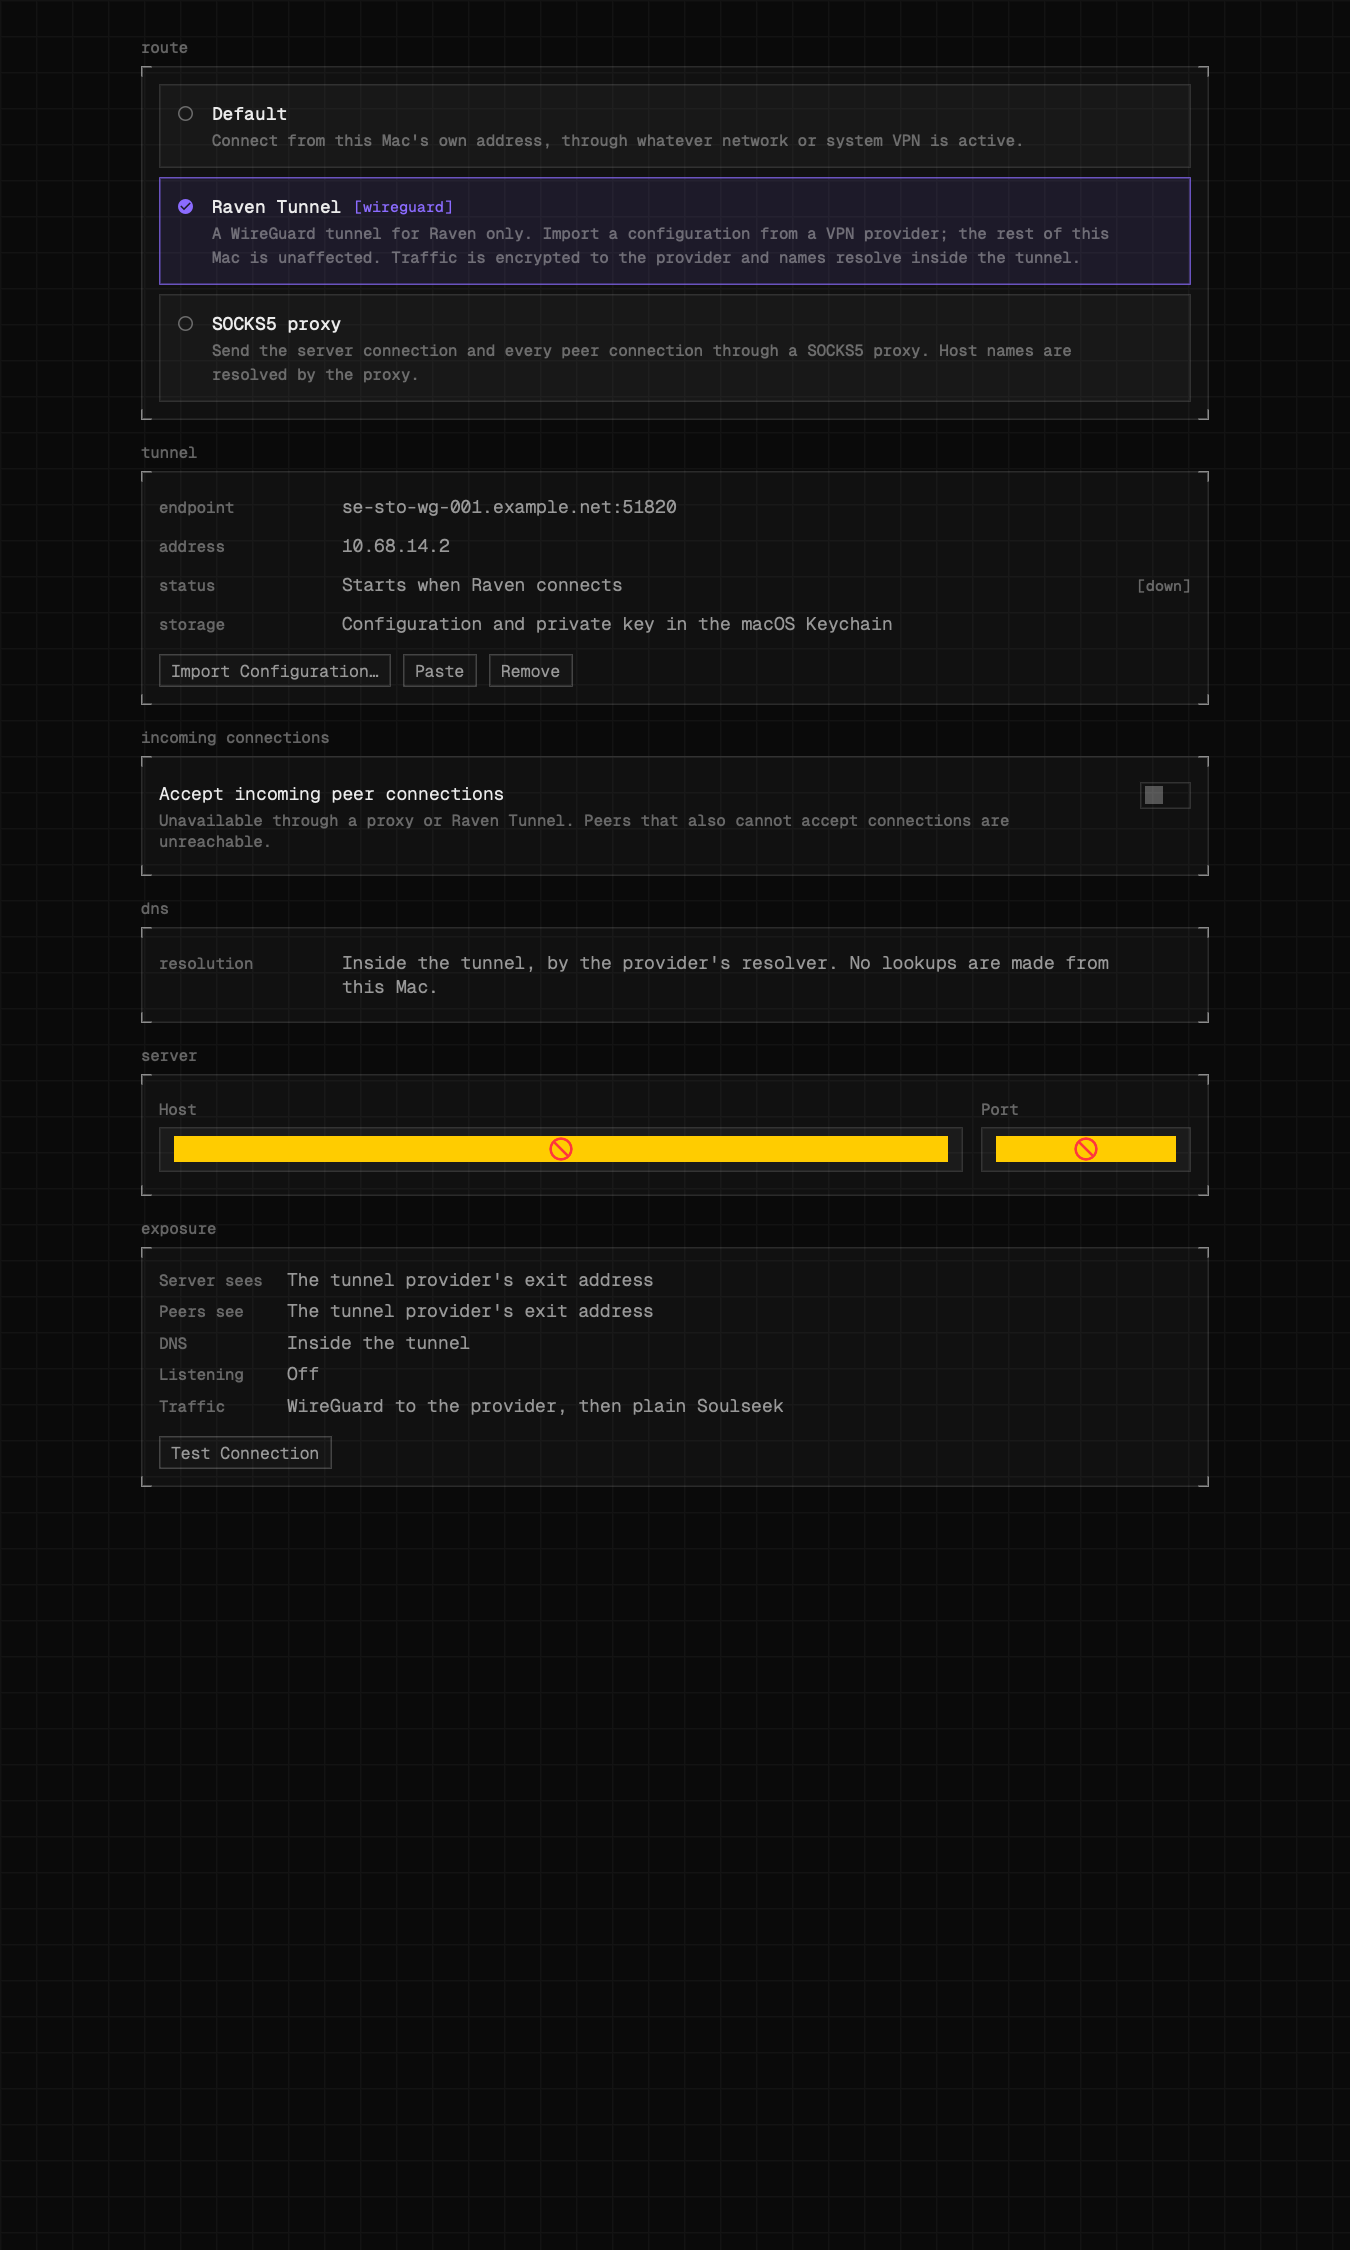 route
Default
Connect from this Mac's own address, through whatever network or system VPN is active.
Raven Tunnel [wireguard]
A WireGuard tunnel for Raven only. Import a configuration from a VPN provider; the rest of this
Mac is unaffected. Traffic is encrypted to the provider and names resolve inside the tunnel.
SOCKS5 proxy
Send the server connection and every peer connection through a SOCKS5 proxy. Host names are
resolved by the proxy.
tunnel
endpoint se-sto-wg-001.example.net:51820
address 10.68.14.2
status Starts when Raven connects [down]
storage Configuration and private key in the macOS Keychain
Import Configuration… Paste Remove
incoming connections
Accept incoming peer connections
Unavailable through a proxy or Raven Tunnel. Peers that also cannot accept connections are
unreachable.
dns
resolution Inside the tunnel, by the provider's resolver. No lookups are made from
this Mac.
server
Host Port
exposure
Server sees The tunnel provider's exit address
Peers see The tunnel provider's exit address
DNS Inside the tunnel
Listening Off
Traffic WireGuard to the provider, then plain Soulseek
Test Connection